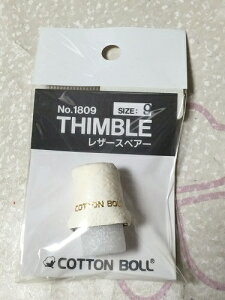 No.1809
SIZE: 9
THIMBLE
レザースペアー
COTTON BOLL
COTTON BOLL®